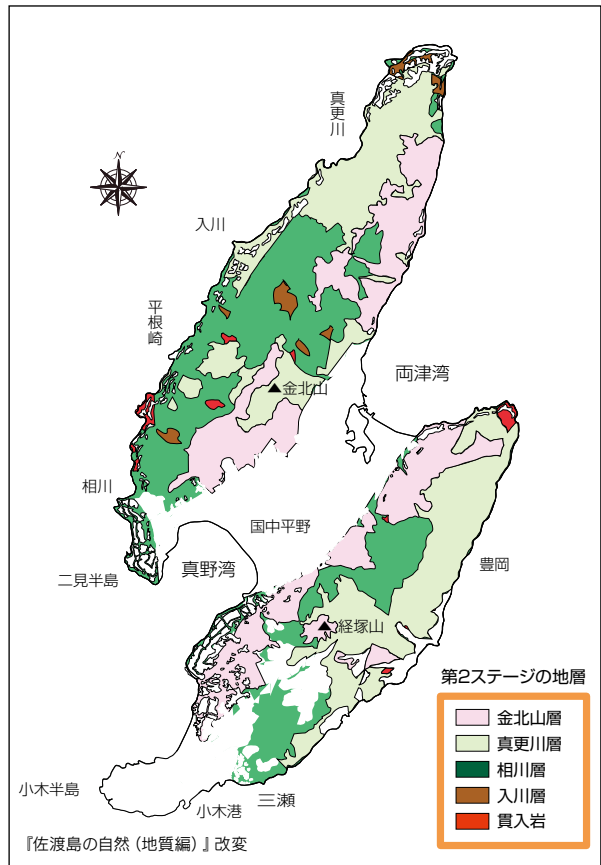 真更川
N
入川
平根崎
両津湾
金北山
相川
国中平野
二見半島
真野湾
豊岡
経塚山
第2ステージの地層
金北山層
真更川層
相川層
入川層
貫入岩
小木半島
小木港
三瀬
『佐渡島の自然(地質編)』改変